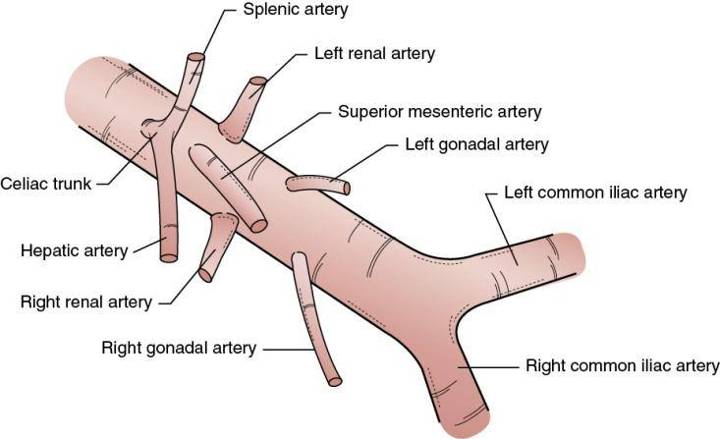 Splenic artery
Left renal artery
Superior mesenteric artery
Left gonadal artery
Celiac trunk
Left common iliac artery
Hepatic artery
Right renal artery
Right gonadal artery
Right common iliac artery